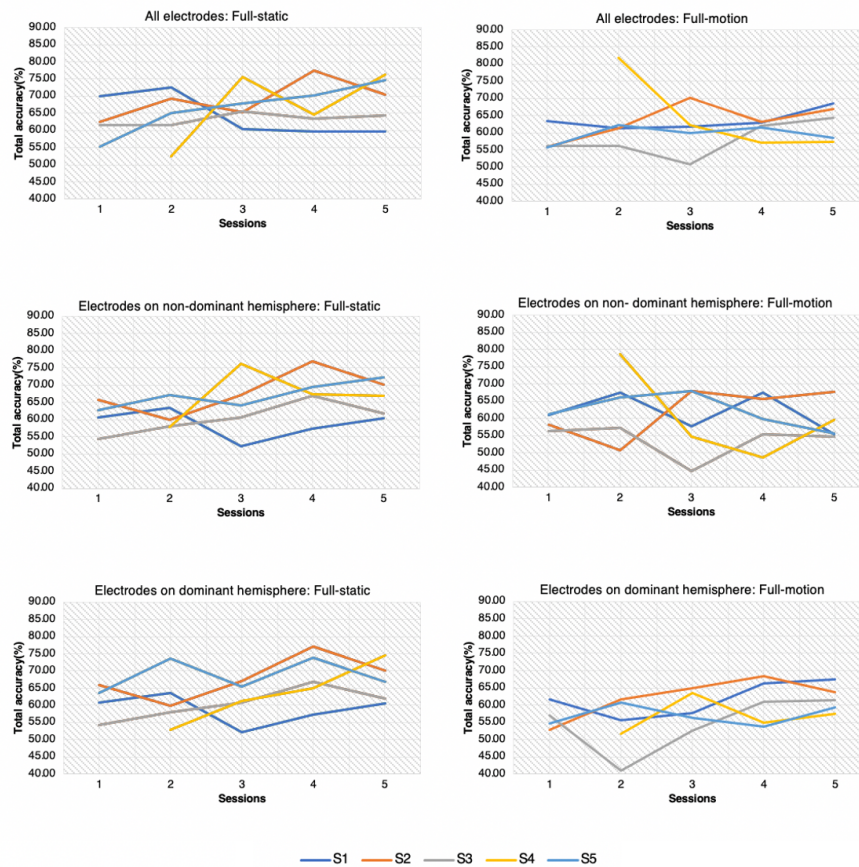 All electrodes: Full-static
90.00
85.00
80.00
75.00
70.00
65.00
60.00
55.00
50.00
45.00
40.00
Total accuracy(%)
1 2 3 4 5
Sessions
All electrodes: Full-motion
90.00
85.00
80.00
75.00
70.00
65.00
60.00
55.00
50.00
45.00
40.00
Total accuracy(%)
1 2 3 4 5
Sessions
Electrodes on non-dominant hemisphere: Full-static
90.00
85.00
80.00
75.00
70.00
65.00
60.00
55.00
50.00
45.00
40.00
Total accuracy(%)
1 2 3 4 5
Sessions
Electrodes on non- dominant hemisphere: Full-motion
90.00
85.00
80.00
75.00
70.00
65.00
60.00
55.00
50.00
45.00
40.00
Total accuracy(%)
1 2 3 4 5
Sessions
Electrodes on dominant hemisphere: Full-static
90.00
85.00
80.00
75.00
70.00
65.00
60.00
55.00
50.00
45.00
40.00
Total accuracy(%)
1 2 3 4 5
Sessions
Electrodes on dominant hemisphere: Full-motion
90.00
85.00
80.00
75.00
70.00
65.00
60.00
55.00
50.00
45.00
40.00
Total accuracy(%)
1 2 3 4 5
Sessions
S1 S2 S3 S4 S5